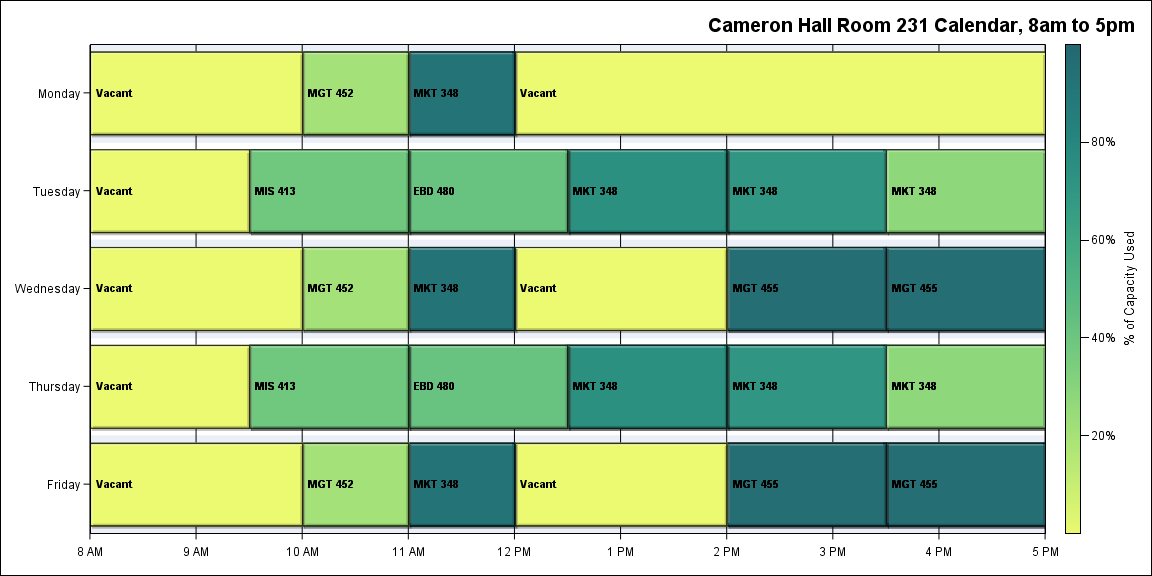 Cameron Hall Room 231 Calendar, 8am to 5pm
Monday
Vacant
MGT 452
MKT 348
Vacant
Tuesday
Vacant
MIS 413
EBD 480
MKT 348
MKT 348
MKT 348
Wednesday
Vacant
MGT 452
MKT 348
Vacant
MGT 455
MGT 455
Thursday
Vacant
MIS 413
EBD 480
MKT 348
MKT 348
MKT 348
Friday
Vacant
MGT 452
MKT 348
Vacant
MGT 455
MGT 455
8 AM
9 AM
10 AM
11 AM
12 PM
1 PM
2 PM
3 PM
4 PM
5 PM
80%
60%
40%
20%
% of Capacity Used